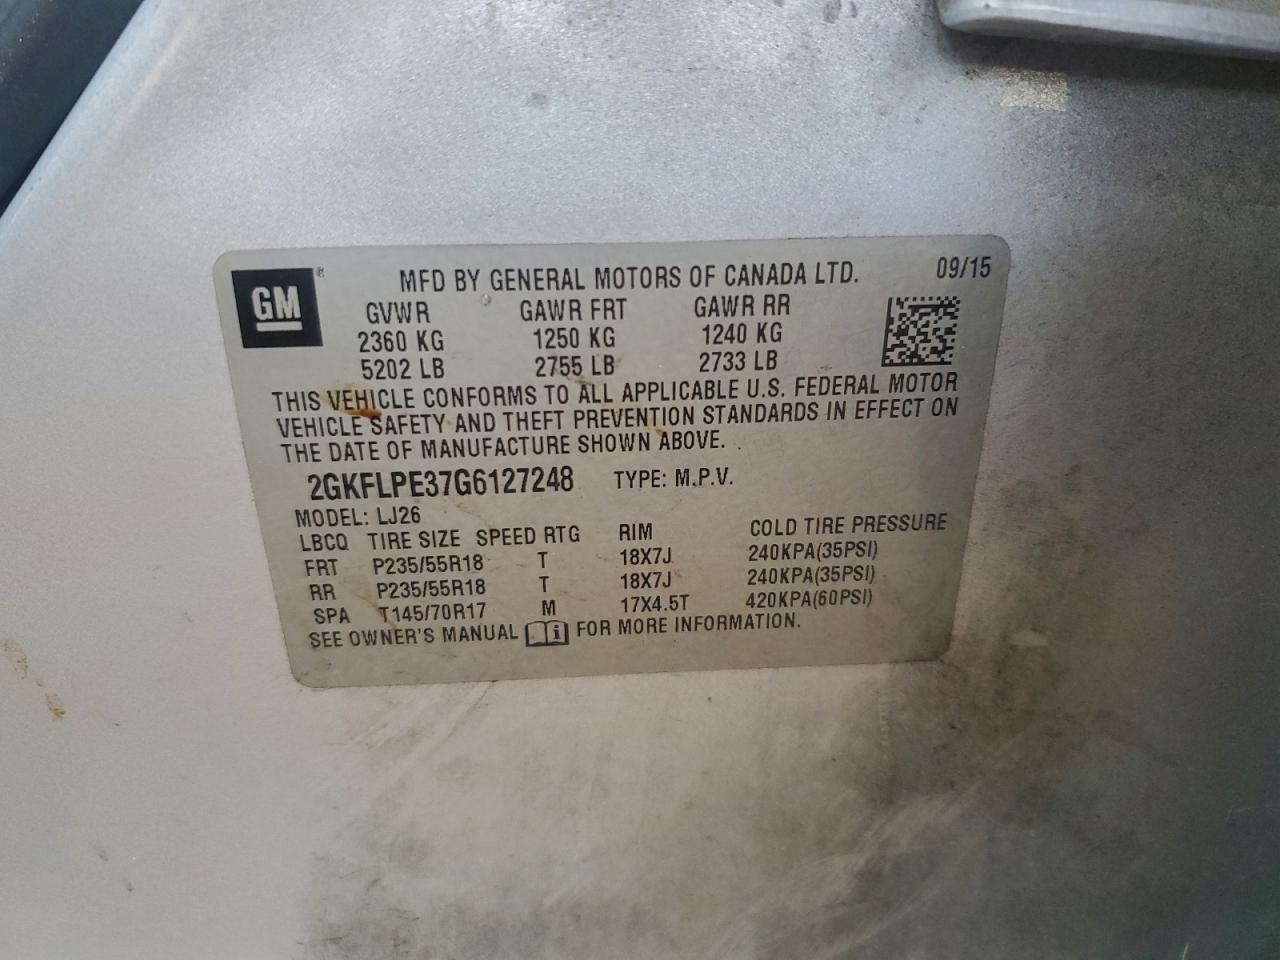 GM ®
MFD BY GENERAL MOTORS OF CANADA LTD. 09/15
GVWR GAWR FRT GAWR RR
2360 KG 1250 KG 1240 KG
5202 LB 2755 LB 2733 LB
THIS VEHICLE CONFORMS TO ALL APPLICABLE U.S. FEDERAL MOTOR
VEHICLE SAFETY AND THEFT PREVENTION STANDARDS IN EFFECT ON
THE DATE OF MANUFACTURE SHOWN ABOVE.
2GKFLPE37G6127248 TYPE: M.P.V.
MODEL: LJ26
LBCQ TIRE SIZE SPEED RTG RIM COLD TIRE PRESSURE
FRT P235/55R18 T 18X7J 240KPA(35PSI)
RR P235/55R18 T 18X7J 240KPA(35PSI)
SPA T145/70R17 M 17X4.5T 420KPA(60PSI)
SEE OWNER'S MANUAL i FOR MORE INFORMATION.